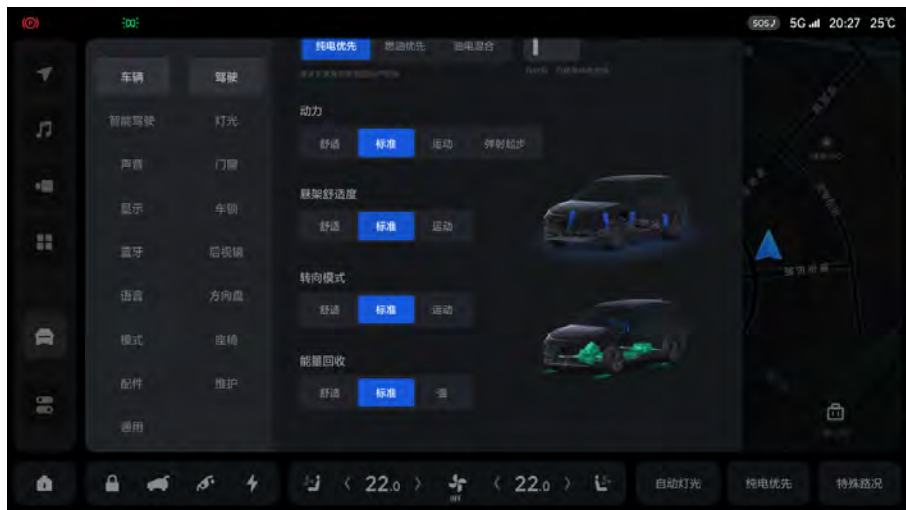 (P)
SOS 5G 20:27 25℃
纯电优先 燃油优先 油电混合
车辆 驾驶
智能驾驶 灯光
声音 门窗
显示 车锁
蓝牙 后视镜
语言 方向盘
模式 座椅
配件 维护
通用
动力
舒适 标准 运动 弹射起步
悬架舒适度
舒适 标准 运动
转向模式
舒适 标准 运动
能量回收
舒适 标准 强
22.0 OFF 22.0 自动灯光 纯电优先 特殊路况